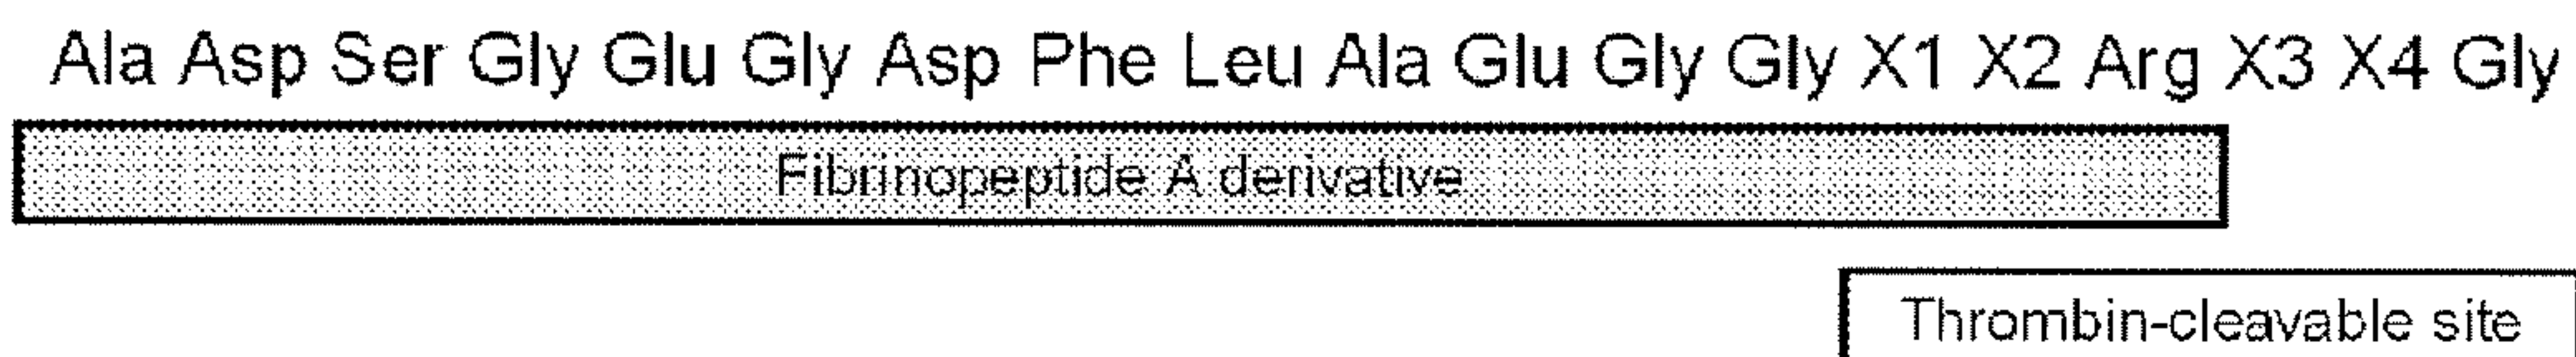 Ala Asp Ser Gly Glu Gly Asp Phe Leu Ala Glu Gly Gly X1 X2 Arg X3 X4 Gly
Fibrinopeptide A derivative
Thrombin-cleavable site